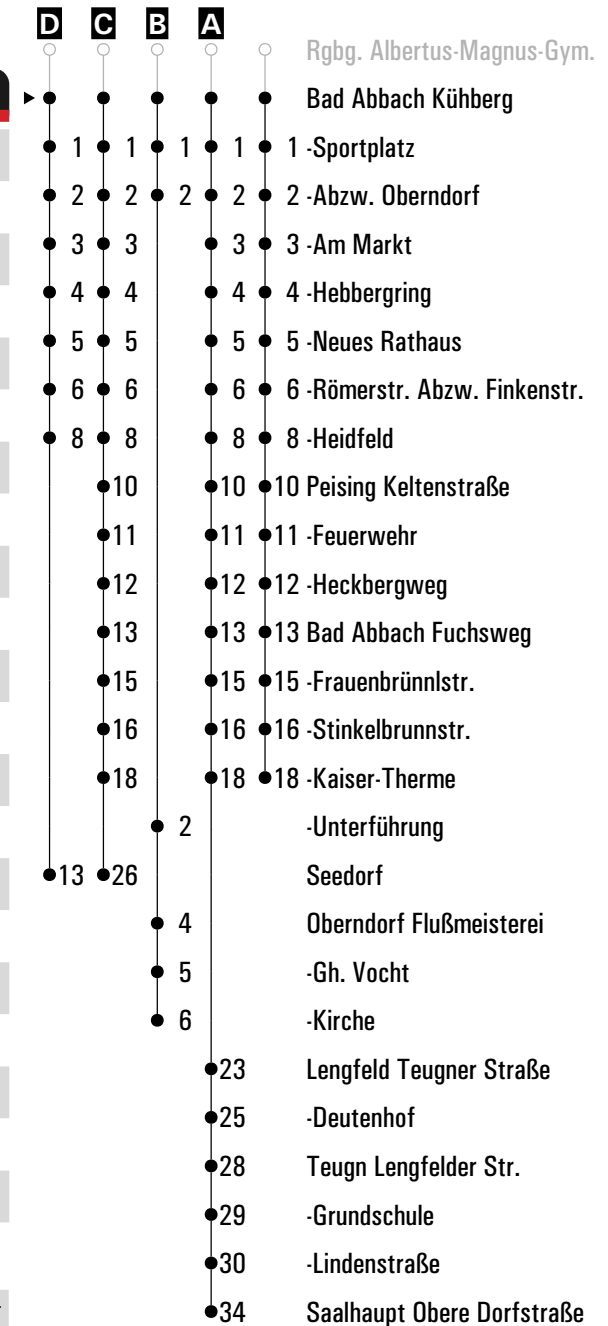 D C B A
Rgbg. Albertus-Magnus-Gym.
Bad Abbach Kühberg
1 1 1 1 1 -Sportplatz
2 2 2 2 2 -Abzw. Oberndorf
3 3 3 3 -Am Markt
4 4 4 4 -Hebbergring
5 5 5 5 -Neues Rathaus
6 6 6 6 -Römerstr. Abzw. Finkenstr.
8 8 8 8 -Heidfeld
10 10 10 Peising Keltenstraße
11 11 11 -Feuerwehr
12 12 12 -Heckbergweg
13 13 13 Bad Abbach Fuchsweg
15 15 15 -Frauenbrünnlstr.
16 16 16 -Stinkelbrunnstr.
18 18 18 -Kaiser-Therme
2 -Unterführung
13 26 Seedorf
4 Oberndorf Flußmeisterei
5 -Gh. Vocht
6 -Kirche
23 Lengfeld Teugner Straße
25 -Deutenhof
28 Teugn Lengfelder Str.
29 -Grundschule
30 -Lindenstraße
34 Saalhaupt Obere Dorfstraße